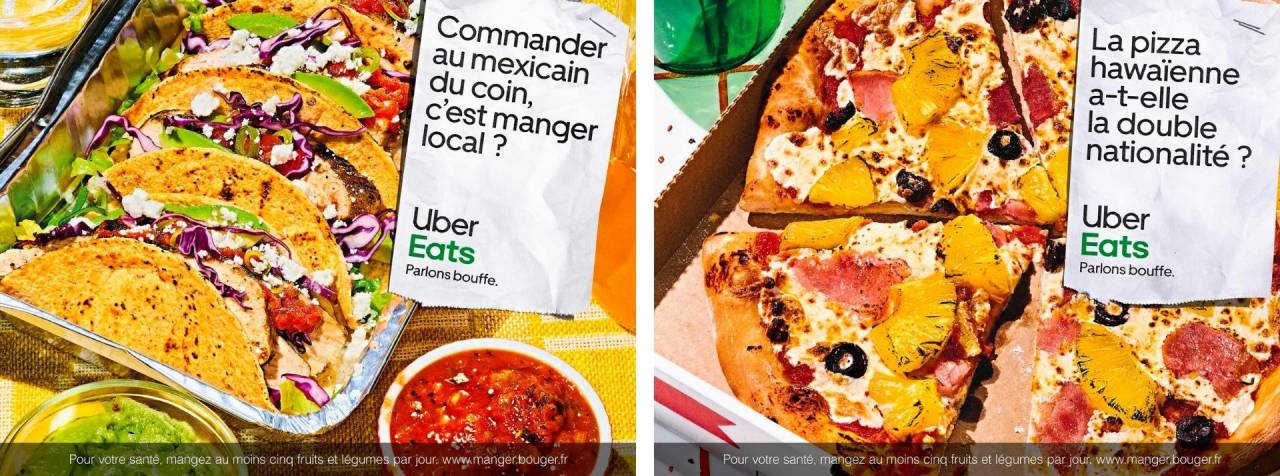 Commander
au mexicain
du coin,
c'est manger
local ?
Uber
Eats
Parlons bouffe.
Pour votre santé, mangez au moins cinq fruits et légumes par jour. www.manger.bouger.fr
La pizza
hawaïenne
a-t-elle
la double
nationalité ?
Uber
Eats
Parlons bouffe.
Pour votre santé, mangez au moins cinq fruits et légumes par jour. www.manger.bouger.fr